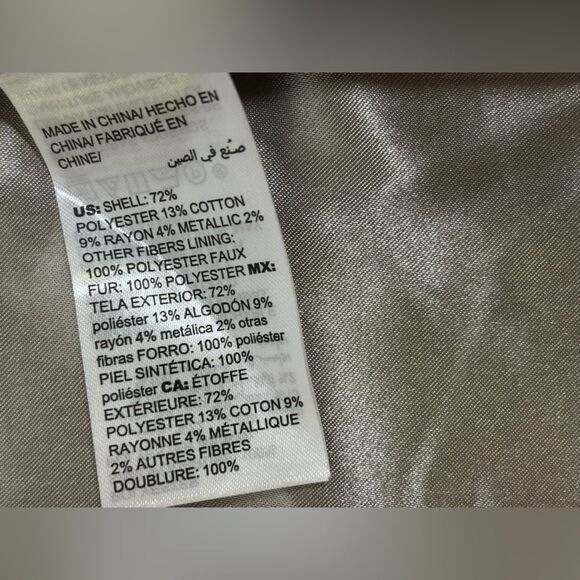 MADE IN CHINA/ HECHO EN
CHINA/ FABRIQUÉ EN
CHINE/
صنع في الصين
US: SHELL: 72%
POLYESTER 13% COTTON
9% RAYON 4% METALLIC 2%
OTHER FIBERS LINING:
100% POLYESTER FAUX
FUR: 100% POLYESTER MX:
TELA EXTERIOR: 72%
poliéster 13% ALGODÓN 9%
rayón 4% metálica 2% otras
fibras FORRO: 100% poliéster
PIEL SINTÉTICA: 100%
poliéster CA: ÉTOFFE
EXTÉRIEURE: 72%
POLYESTER 13% COTON 9%
RAYONNE 4% MÉTALLIQUE
2% AUTRES FIBRES
DOUBLURE: 100%